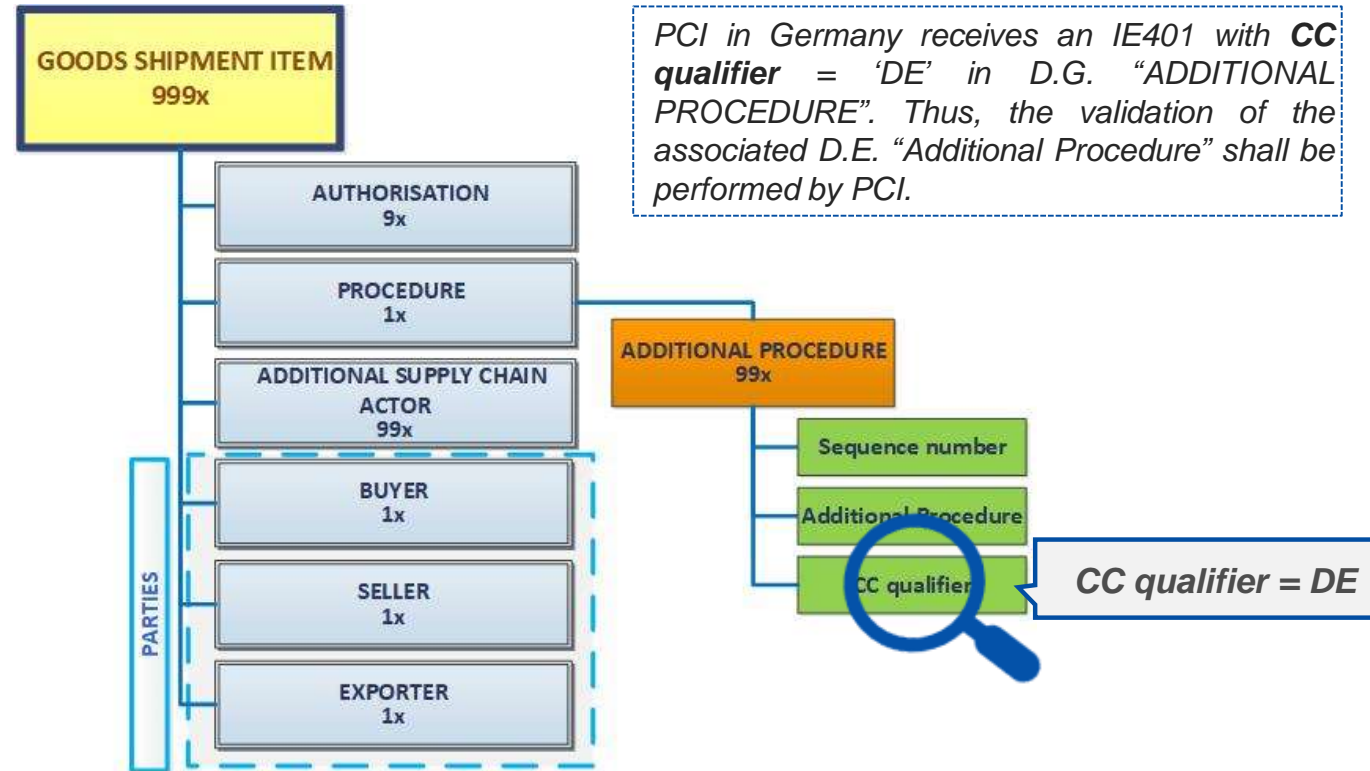 GOODS SHIPMENT ITEM
999x
PCI in Germany receives an IE401 with CC
qualifier = ‘DE’ in D.G. “ADDITIONAL
PROCEDURE”. Thus, the validation of the
associated D.E. “Additional Procedure” shall be
performed by PCI.
AUTHORISATION
9x
PROCEDURE
1x
ADDITIONAL PROCEDURE
99x
ADDITIONAL SUPPLY CHAIN
ACTOR
99x
Sequence number
Additional Procedure
CC qualifier
CC qualifier = DE
PARTIES
BUYER
1x
SELLER
1x
EXPORTER
1x